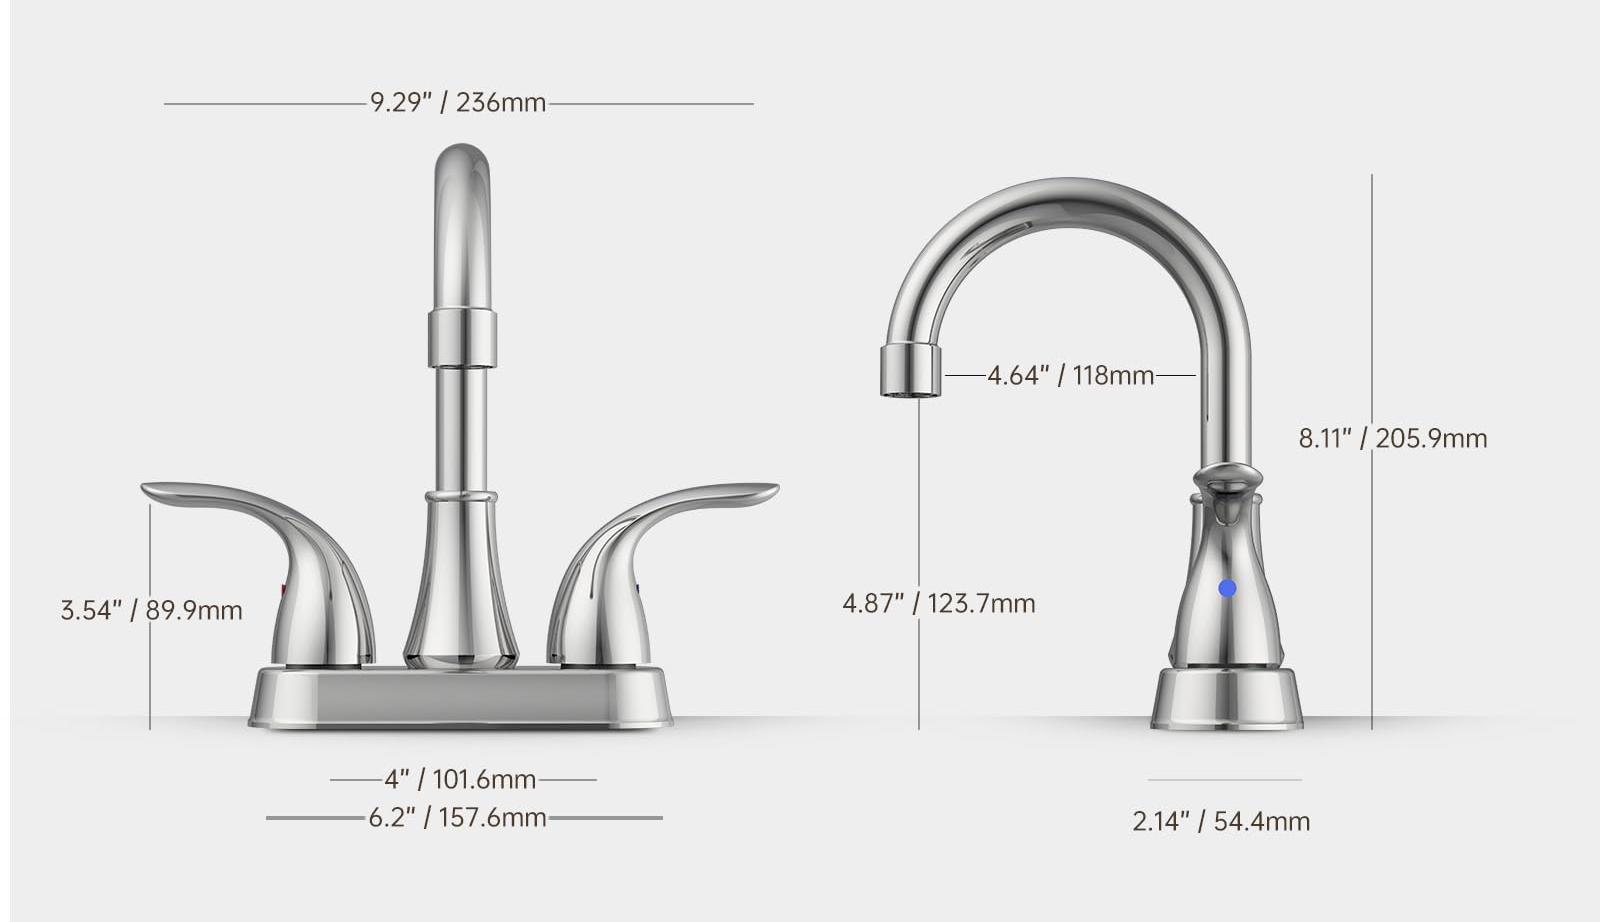 9.29" / 236mm
4.64" / 118mm
8.11" / 205.9mm
3.54" / 89.9mm
4.87" / 123.7mm
4" / 101.6mm
6.2" / 157.6mm
2.14" / 54.4mm